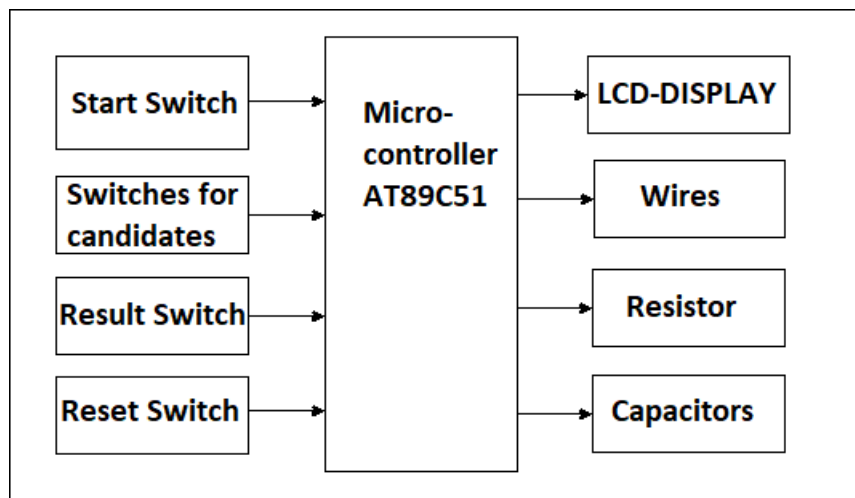 Start Switch
Switches for
candidates
Result Switch
Reset Switch
Micro-
controller
AT89C51
LCD-DISPLAY
Wires
Resistor
Capacitors